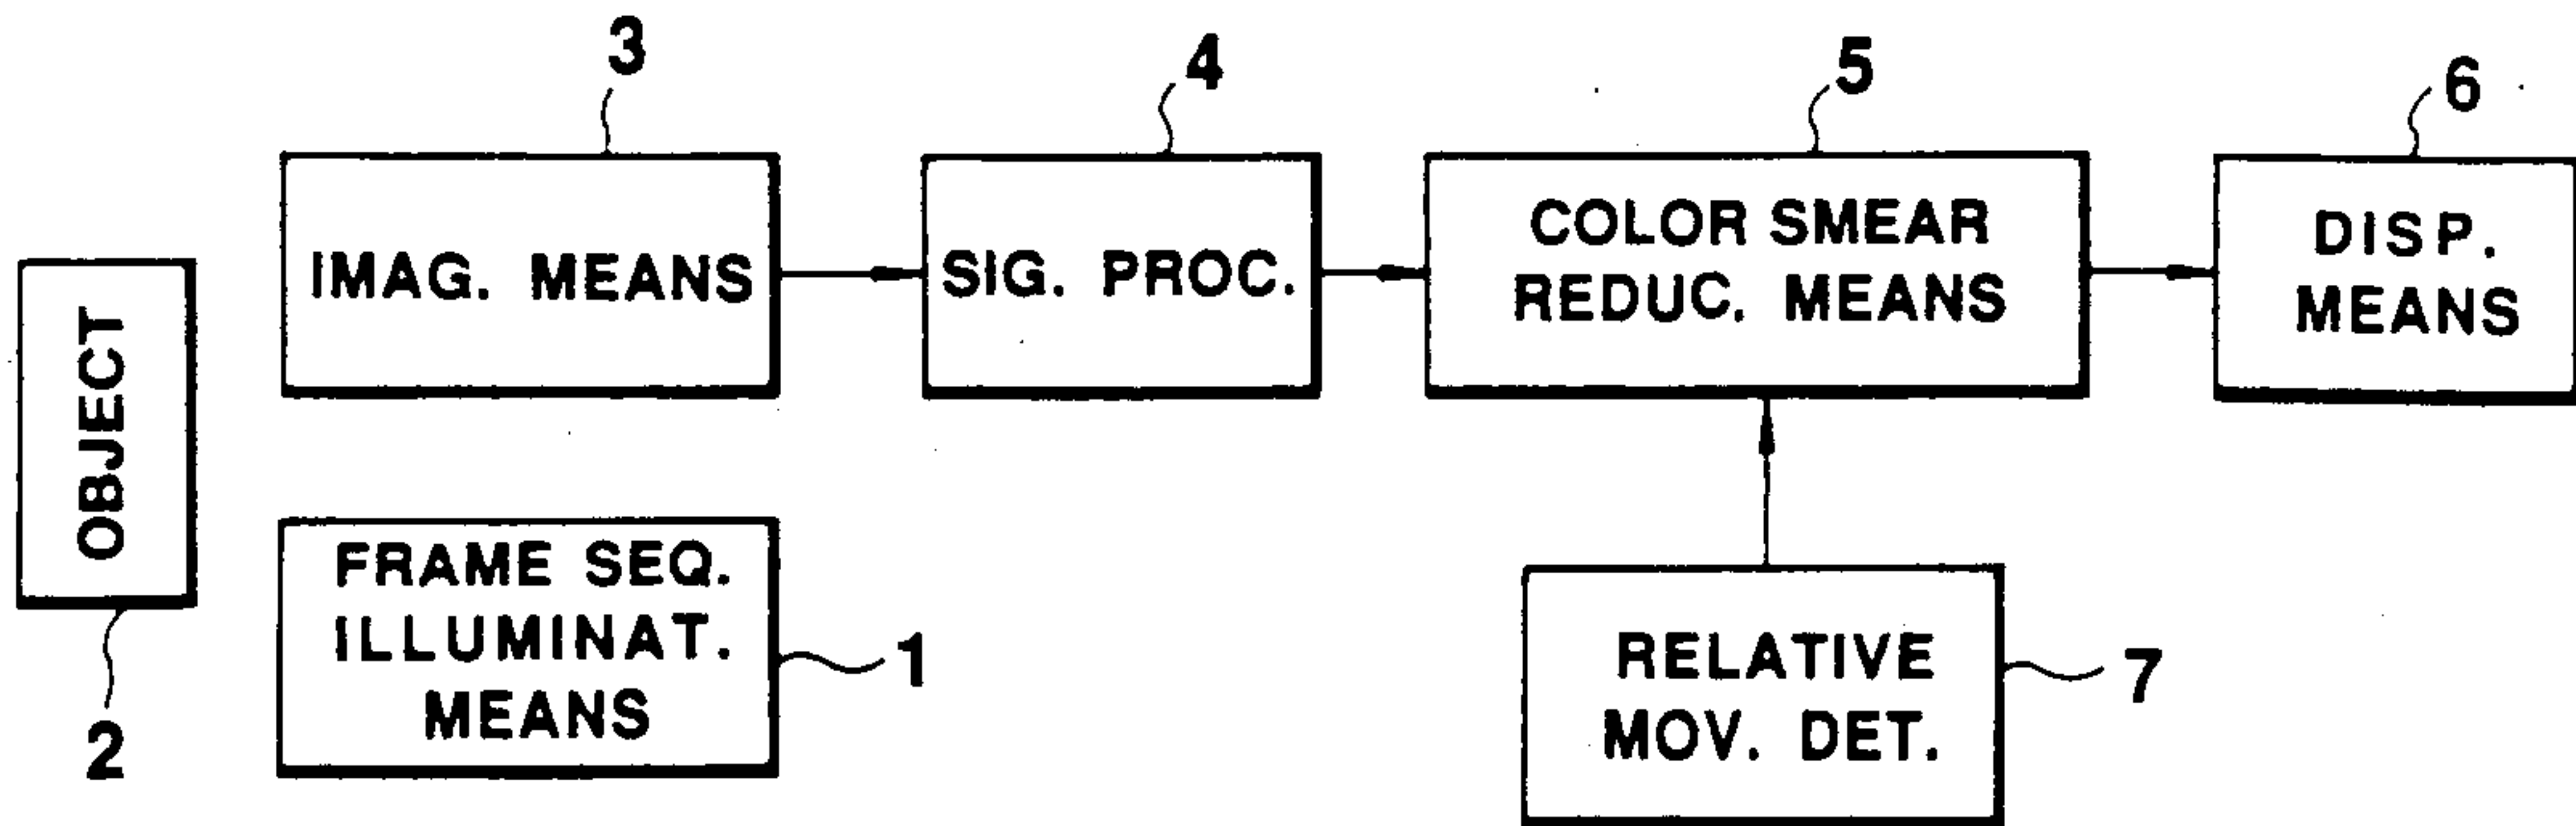 3
4
5
6
IMAG. MEANS
SIG. PROC.
COLOR SMEAR
REDUC. MEANS
DISP.
MEANS
OBJECT
2
FRAME SEQ.
ILLUMINAT.
MEANS
1
RELATIVE
MOV. DET.
7